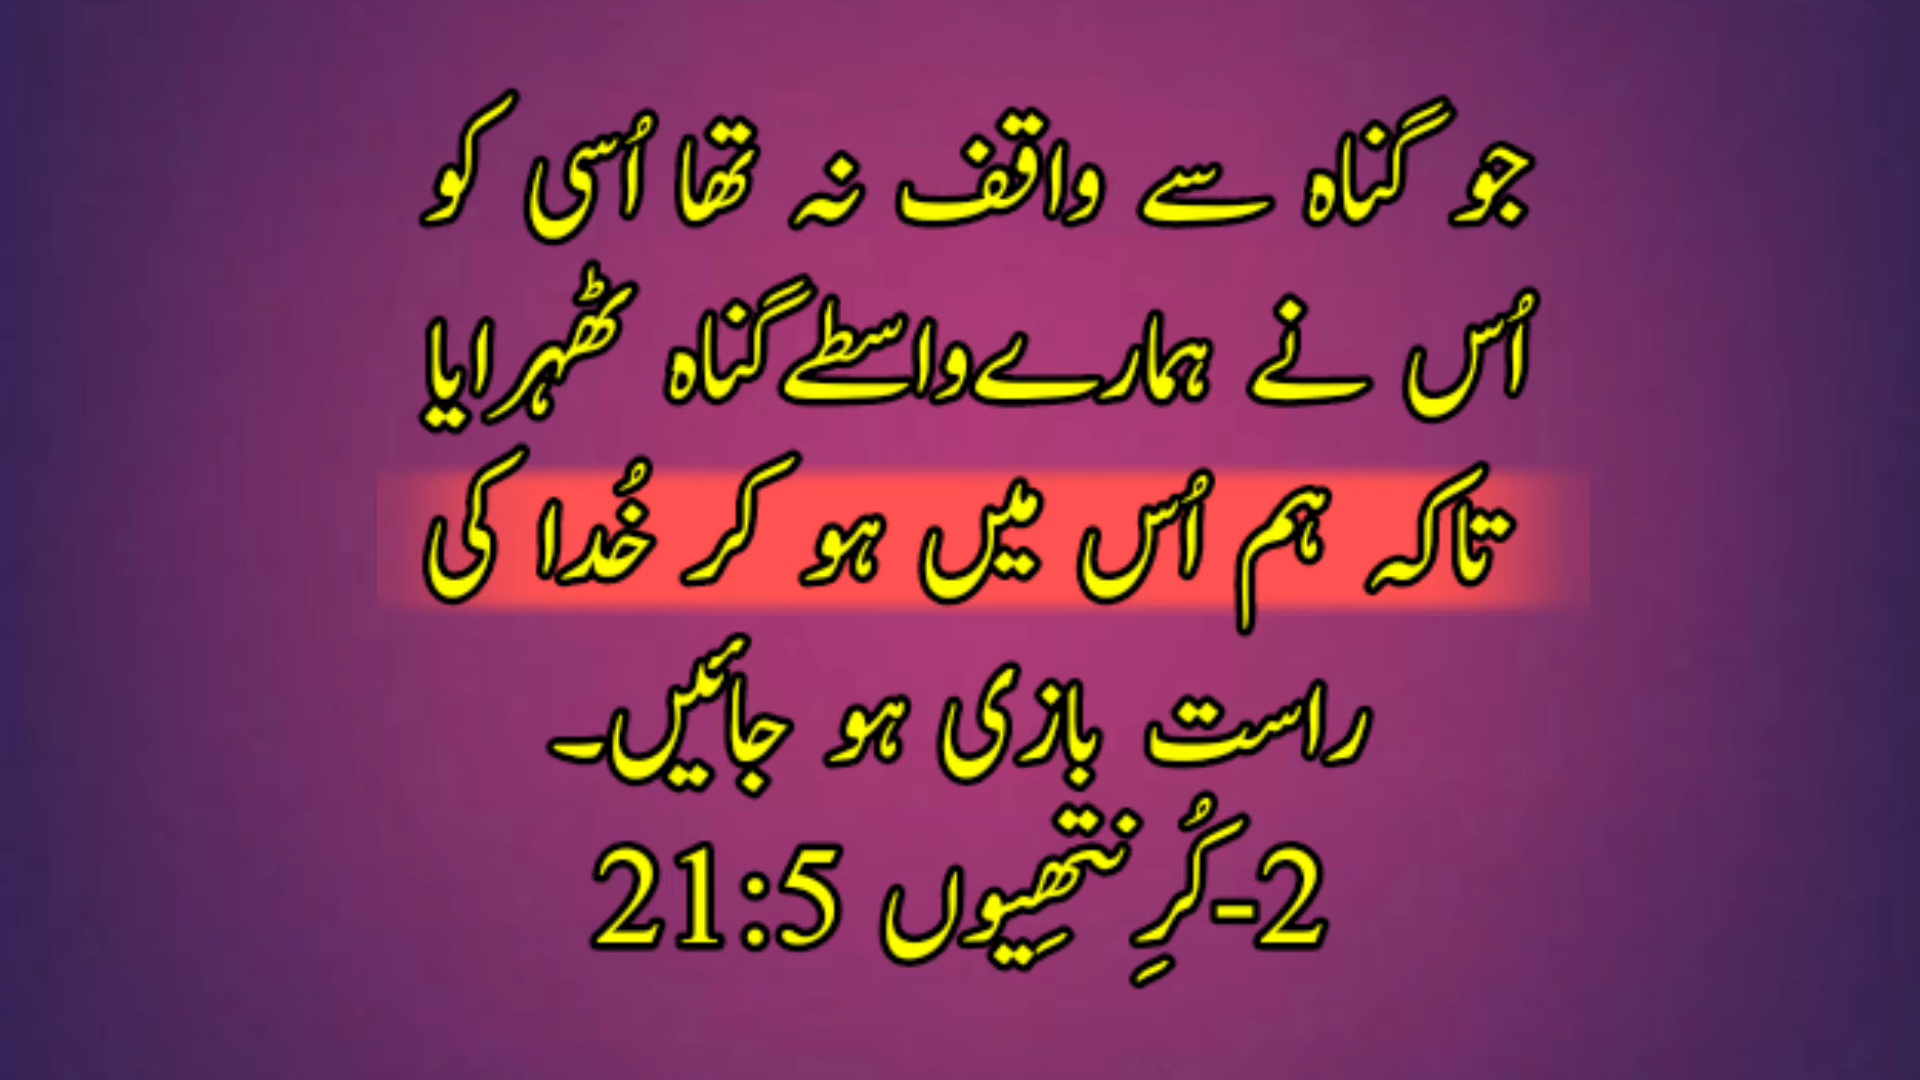 جو گناہ سے واقف نہ تھا اُسی کو
اُس نے ہمارے واسطے گناہ ٹھہرایا
تاکہ ہم اُس میں ہو کر خُدا کی
راست بازی ہو جائیں۔
2-کُرِنتھِیوں 21:5